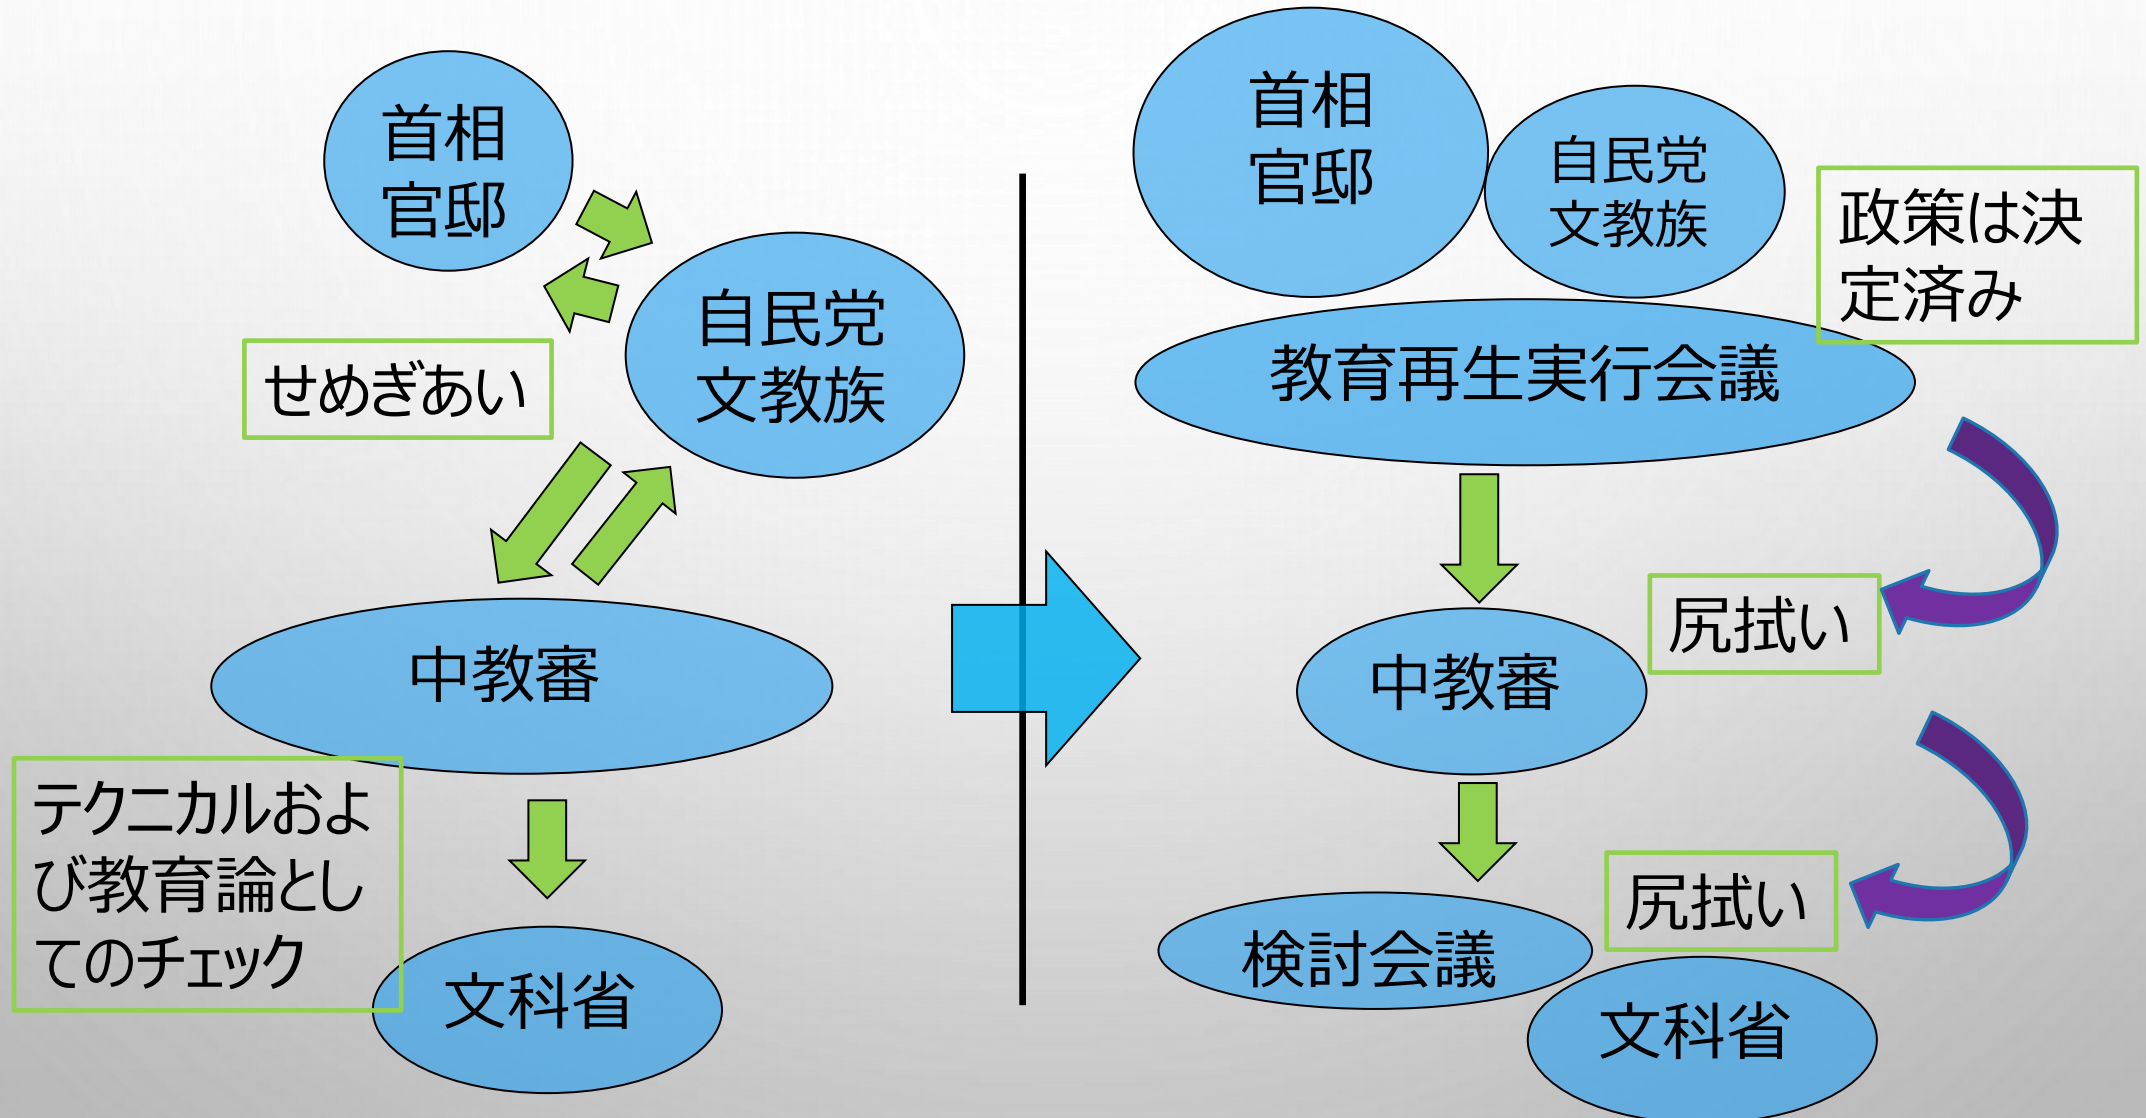 首相
官邸
自民党
文教族
せめぎあい
中教審
テクニカルおよ
び教育論とし
てのチェック
文科省
首相
官邸
自民党
文教族
政策は決
定済み
教育再生実行会議
尻拭い
中教審
尻拭い
検討会議
文科省